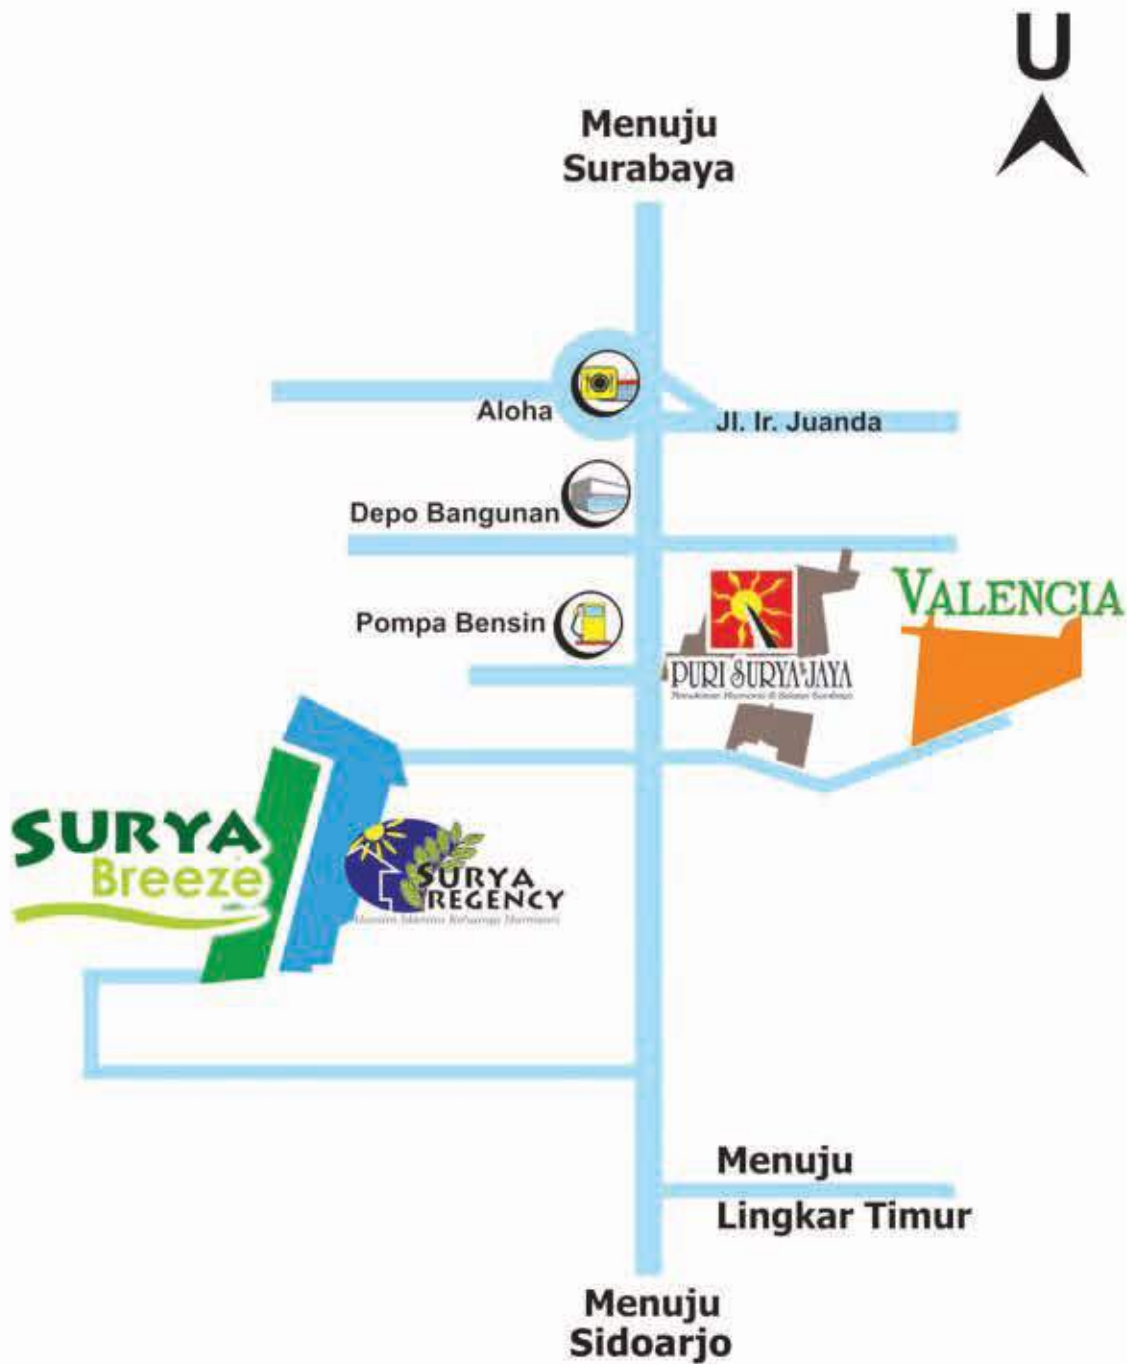 U
Menuju
Surabaya
Aloha
Jl. Ir. Juanda
Depo Bangunan
Pompa Bensin
PURI SURYA JAYA
VALENCIA
SURYA
Breeze
SURYA
REGENCY
Menuju
Lingkar Timur
Menuju
Sidoarjo